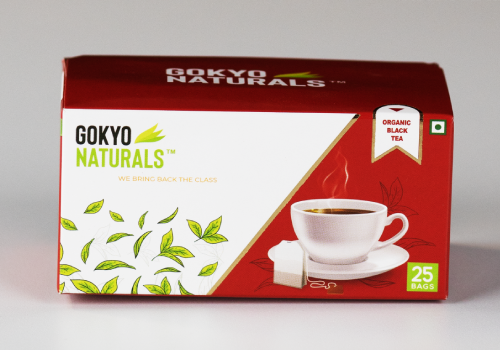 GOKYO
NATURALS™
GOKYO
NATURALS™
WE BRING BACK THE CLASS
ORGANIC
BLACK
TEA
25
BAGS